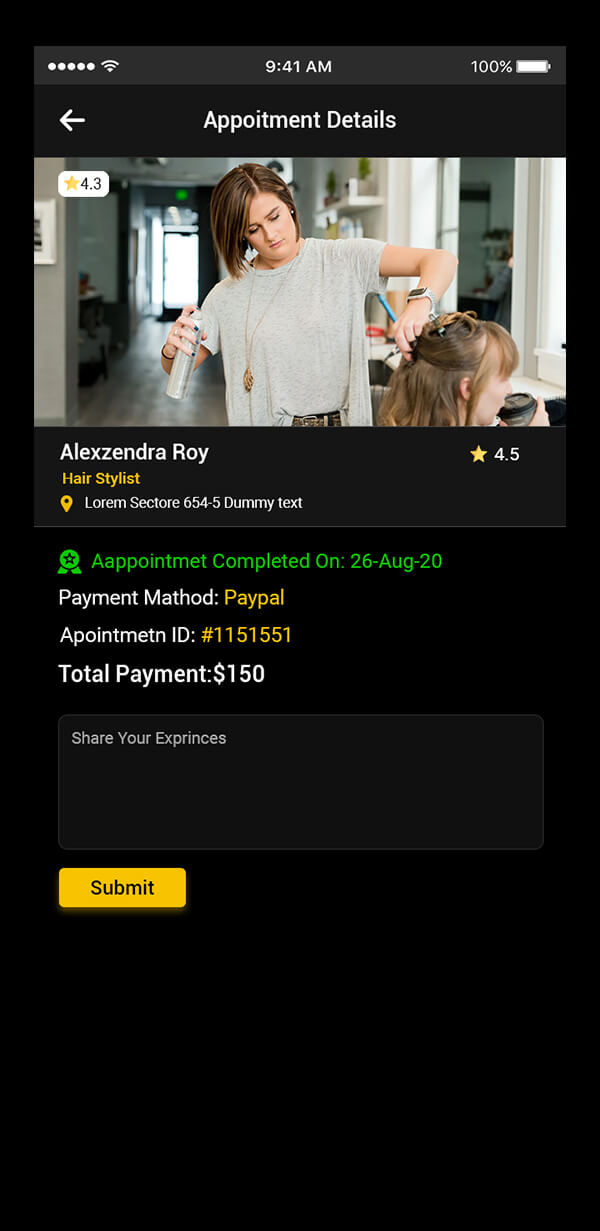 9:41 AM 100%
Appoitment Details
4.3
Alexzendra Roy 4.5
Hair Stylist
Lorem Sectore 654-5 Dummy text
Aappointmet Completed On: 26-Aug-20
Payment Mathod: Paypal
Apointmetn ID: #1151551
Total Payment:$150
Share Your Exprinces
Submit